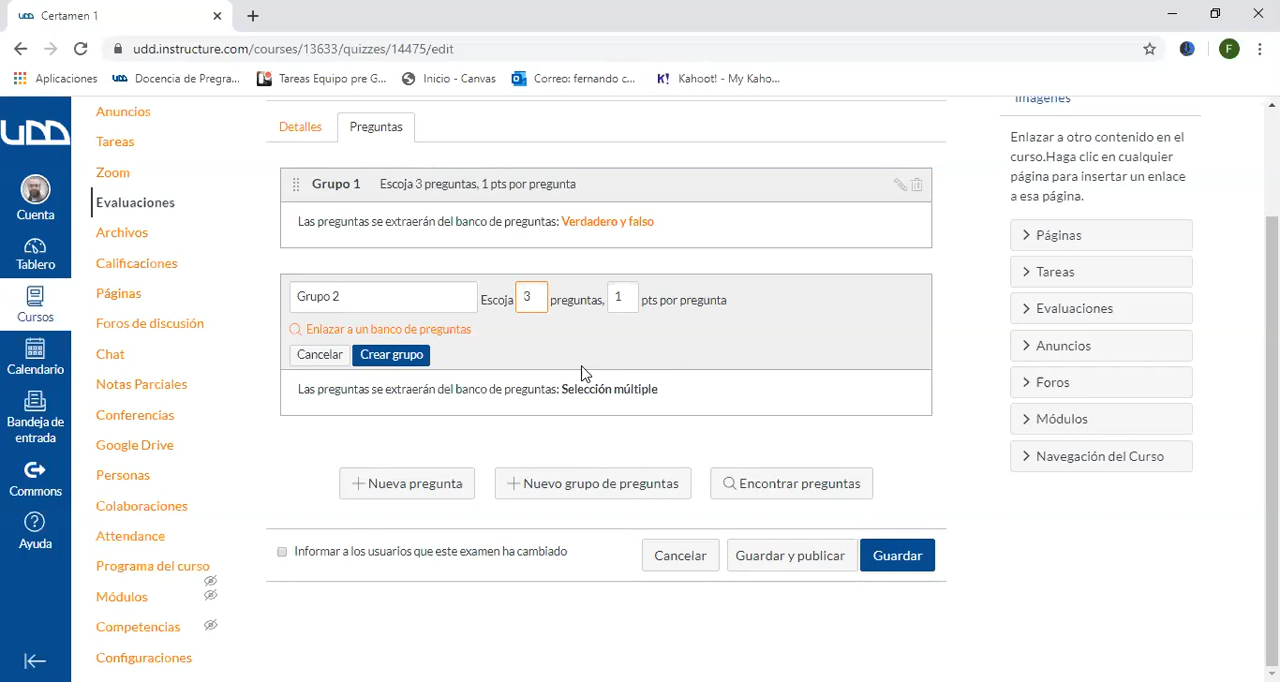 udd Certamen 1
udd.instructure.com/courses/13633/quizzes/14475/edit
F
Aplicaciones
udd Docencia de Pregra...
Tareas Equipo pre G...
Inicio - Canvas
Correo: fernando c...
K! Kahoot! - My Kaho...
UDD
Cuenta
Tablero
Cursos
Calendario
Bandeja de
entrada
Commons
Ayuda
Anuncios
Tareas
Zoom
Evaluaciones
Archivos
Calificaciones
Páginas
Foros de discusión
Chat
Notas Parciales
Conferencias
Google Drive
Personas
Colaboraciones
Attendance
Programa del curso
Módulos
Competencias
Configuraciones
Detalles
Preguntas
Grupo 1 Escoja 3 preguntas, 1 pts por pregunta
Las preguntas se extraerán del banco de preguntas: Verdadero y falso
Grupo 2 Escoja 3 preguntas, 1 pts por pregunta
Enlazar a un banco de preguntas
Cancelar
Crear grupo
Las preguntas se extraerán del banco de preguntas: Selección múltiple
Nueva pregunta
Nuevo grupo de preguntas
Encontrar preguntas
Informar a los usuarios que este examen ha cambiado
Cancelar
Guardar y publicar
Guardar
Imágenes
Enlazar a otro contenido en el
curso.Haga clic en cualquier
página para insertar un enlace
a esa página.
Páginas
Tareas
Evaluaciones
Anuncios
Foros
Módulos
Navegación del Curso